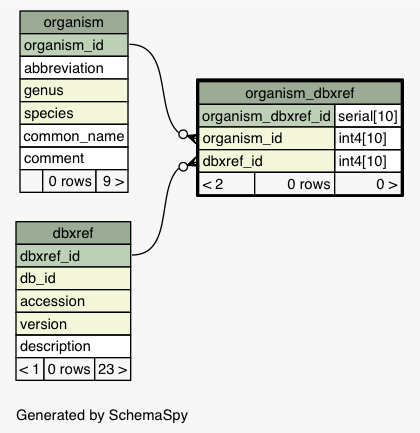 organism
organism_id
abbreviation
genus
species
common_name
comment
0 rows 9 >
organism_dbxref
organism_dbxref_id serial[10]
organism_id int4[10]
dbxref_id int4[10]
< 2 0 rows 0 >
dbxref
dbxref_id
db_id
accession
version
description
< 1 0 rows 23 >
Generated by SchemaSpy